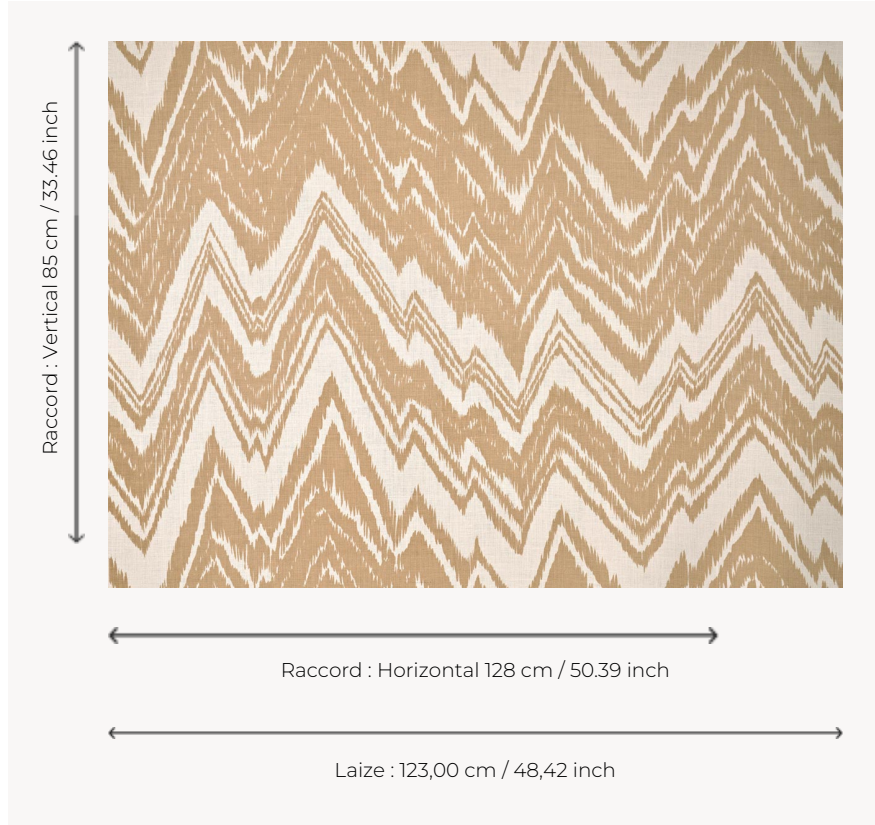 Raccord : Vertical 85 cm / 33.46 inch
Raccord : Horizontal 128 cm / 50.39 inch
Laize : 123,00 cm / 48,42 inch